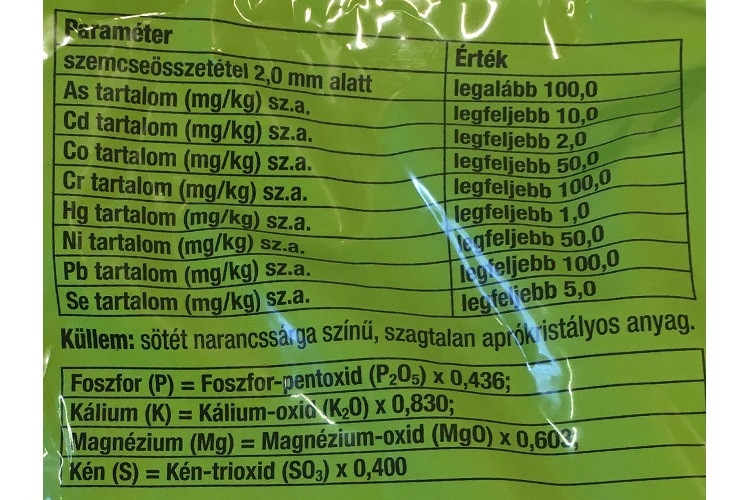 Paraméter Érték
szemcseösszetétel 2,0 mm alatt legalább 100,0
As tartalom (mg/kg) sz.a. legfeljebb 10,0
Cd tartalom (mg/kg) sz.a. legfeljebb 2,0
Co tartalom (mg/kg) sz.a. legfeljebb 50,0
Cr tartalom (mg/kg) sz.a. legfeljebb 100,0
Hg tartalom (mg/kg) sz.a. legfeljebb 1,0
Ni tartalom (mg/kg) sz.a. legfeljebb 50,0
Pb tartalom (mg/kg) sz.a. legfeljebb 100,0
Se tartalom (mg/kg) sz.a. legfeljebb 5,0
Küllem: sötét narancssárga színű, szagtalan aprókristályos anyag.
Foszfor (P) = Foszfor-pentoxid (P₂O₅) x 0,436;
Kálium (K) = Kálium-oxid (K₂O) x 0,830;
Magnézium (Mg) = Magnézium-oxid (MgO) x 0,603;
Kén (S) = Kén-trioxid (SO₃) x 0,400